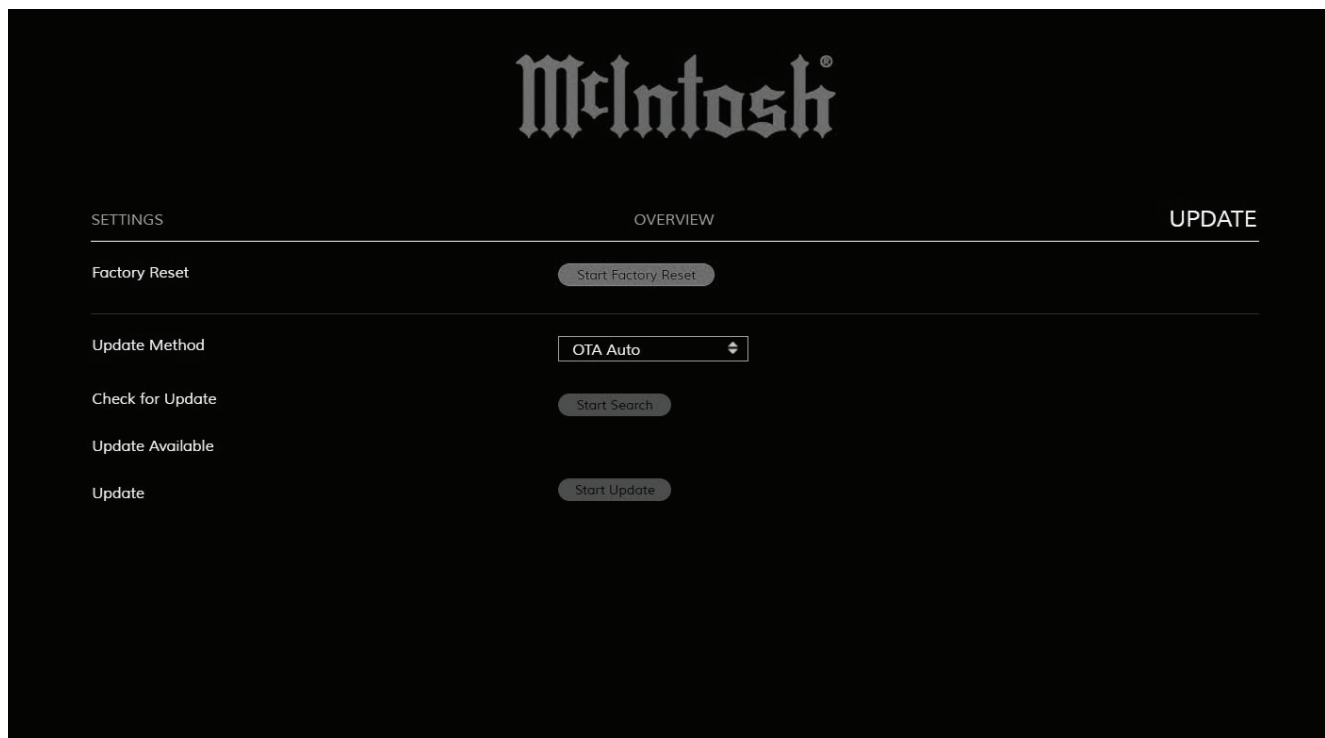 McIntosh®
SETTINGS OVERVIEW UPDATE
Factory Reset Start Factory Reset
Update Method OTA Auto
Check for Update Start Search
Update Available
Update Start Update